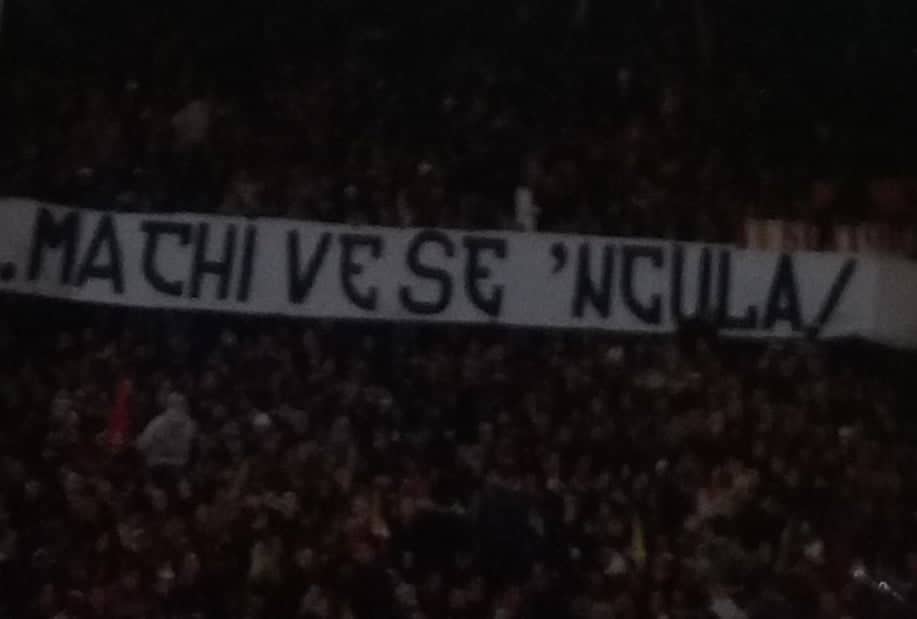 .MA CHI VE SE 'NCULA!